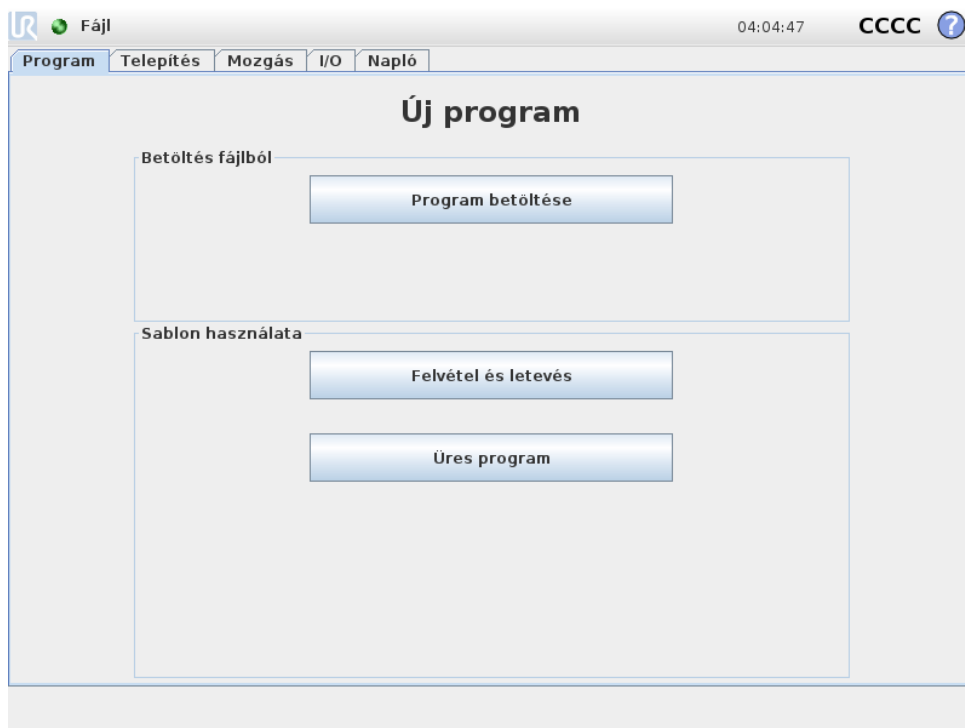 UR Fájl 04:04:47 CCCC ?
Program Telepítés Mozgás I/O Napló
Új program
Betöltés fájlból
Program betöltése
Sablon használata
Felvétel és letevés
Üres program